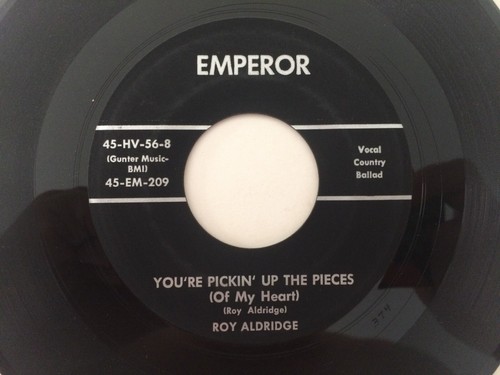 EMPEROR
45-HV-56-8
(Gunter Music-
BMI)
45-EM-209
Vocal
Country
Ballad
YOU'RE PICKIN' UP THE PIECES
(Of My Heart)
(Roy Aldridge)
ROY ALDRIDGE